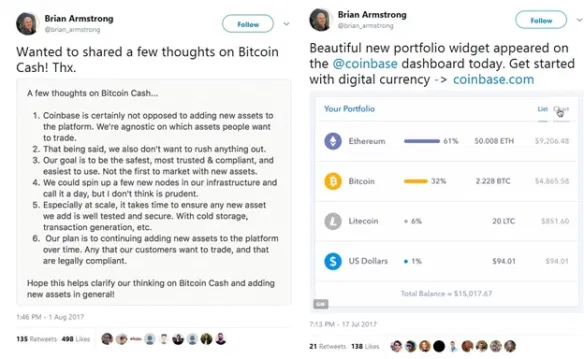 Brian Armstrong
@brian_armstrong
Follow
Wanted to shared a few thoughts on Bitcoin
Cash! Thx.
A few thoughts on Bitcoin Cash...
1. Coinbase is certainly not opposed to adding new assets to
the platform. We're agnostic on which assets people want
to trade.
2. That being said, we also don't want to rush anything out.
3. Our goal is to be the safest, most trusted & compliant, and
easiest to use. Not the first to market with new assets.
4. We could spin up a few new nodes in our infrastructure and
call it a day, but I don't think is prudent.
5. Especially at scale, it takes time to ensure any new asset
we add is well tested and secure. With cold storage,
transaction generation, etc.
6. Our plan is to continuing adding new assets to the platform
over time. Any that our customers want to trade, and that
are legally compliant.
Hope this helps clarify our thinking on Bitcoin Cash and adding
new assets in general!
1:46 PM - 1 Aug 2017
135 Retweets 498 Likes
Brian Armstrong
@brian_armstrong
Follow
Beautiful new portfolio widget appeared on
the @coinbase dashboard today. Get started
with digital currency -> coinbase.com
Your Portfolio
List Chart
Ethereum 61% 50.008 ETH $9,206.48
Bitcoin 32% 2.228 BTC $4,865.58
Litecoin 6% 20 LTC $851.60
US Dollars 1% $94.01 $94.01
Total Balance = $15,017.67
GIF
7:13 PM - 17 Jul 2017
21 Retweets 138 Likes